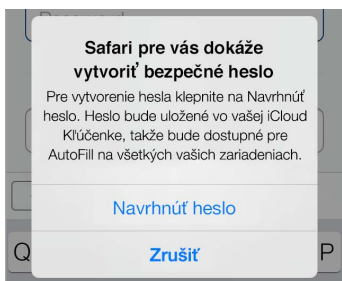 Password
Safari pre vás dokáže
vytvoriť bezpečné heslo
Pre vytvorenie hesla klepnite na Navrhnúť
heslo. Heslo bude uložené vo vašej iCloud
Kľúčenke, takže bude dostupné pre
AutoFill na všetkých vašich zariadeniach.
Navrhnúť heslo
Zrušiť
Q
P